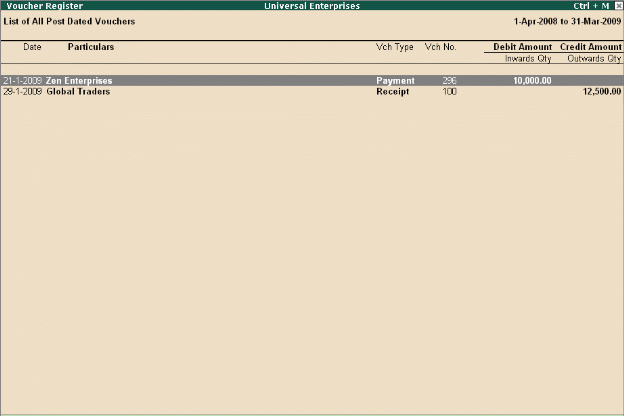 Voucher Register Universal Enterprises Ctrl + M
List of All Post Dated Vouchers 1-Apr-2008 to 31-Mar-2009
Date Particulars Vch Type Vch No. Debit Amount Credit Amount
Inwards Qty Outwards Qty
21-1-2009 Zen Enterprises Payment 296 10,000.00
29-1-2009 Global Traders Receipt 100 12,500.00